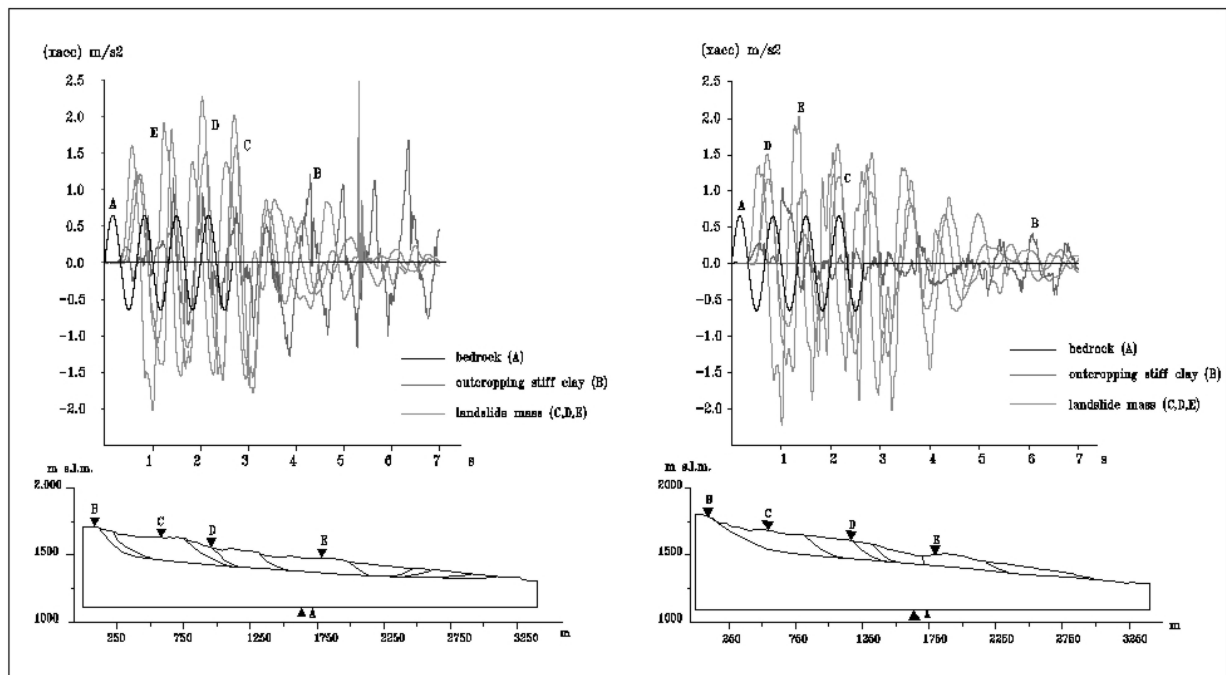 (xacc) m/s2
2.5
2.0
1.5
1.0
0.5
0.0
-0.5
-1.0
-1.5
-2.0
A
E
D
C
B
bedrock (A)
outcropping stiff clay (B)
landslide mass (C,D,E)
1 2 3 4 5 6 7 s
m s.l.m.
2.000
1500
1000
B
C
D
E
A
250 750 1250 1750 2250 2750 3250 m
(xacc) m/s2
2.5
2.0
1.5
1.0
0.5
0.0
-0.5
-1.0
-1.5
-2.0
A
D
E
C
B
bedrock (A)
outcropping stiff clay (B)
landslide mass (C,D,E)
1 2 3 4 5 6 7 s
m s.l.m.
2000
1500
1000
B
C
D
E
A
250 750 1250 1750 2250 2750 3250 m